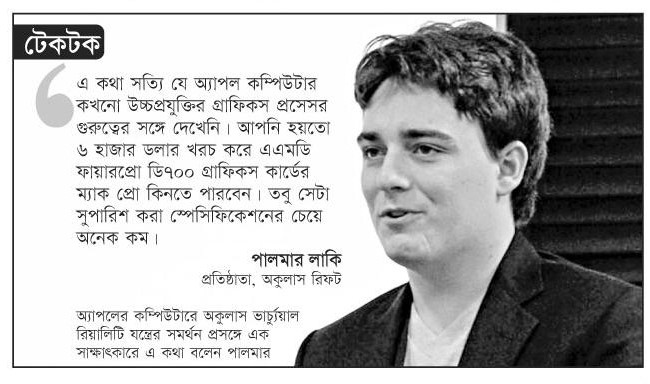 টেকটক
এ কথা সত্যি যে অ্যাপল কম্পিউটার
কখনো উচ্চপ্রযুক্তির গ্রাফিকস প্রসেসর
গুরুত্বের সঙ্গে দেখেনি। আপনি হয়তো
৬ হাজার ডলার খরচ করে এএমডি
ফায়ারপ্রো ডি৭০০ গ্রাফিকস কার্ডের
ম্যাক প্রো কিনতে পারবেন। তবু সেটা
সুপারিশ করা স্পেসিফিকেশনের চেয়ে
অনেক কম।
পালমার লাকি
প্রতিষ্ঠাতা, অকুলাস রিফট
অ্যাপলের কম্পিউটারে অকুলাস ভার্চ্যুয়াল
রিয়ালিটি যন্ত্রের সমর্থন প্রসঙ্গে এক
সাক্ষাৎকারে এ কথা বলেন পালমার